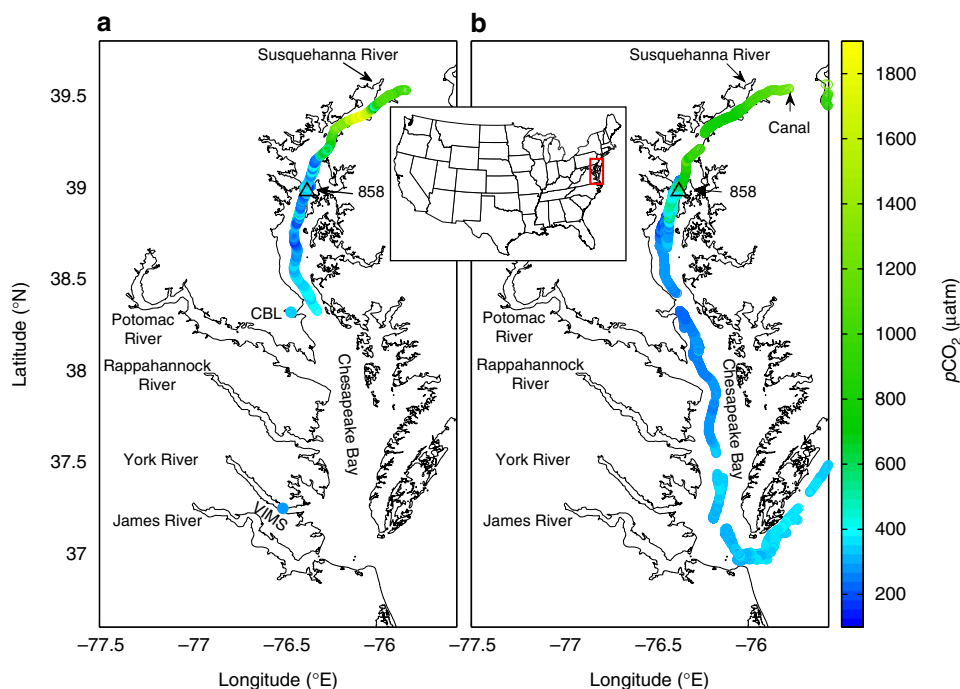 a
b
Susquehanna River
Susquehanna River
Canal
858
858
CBL
Potomac
River
Potomac
River
Rappahannock
River
Rappahannock
River
Chesapeake Bay
Chesapeake Bay
York River
York River
VIMS
James River
James River
39.5
39
38.5
38
37.5
37
Latitude (°N)
–77.5
–77
–76.5
–76
–77.5
–77
–76.5
–76
Longitude (°E)
Longitude (°E)
1800
1600
1400
1200
1000
800
600
400
200
pCO₂ (μatm)